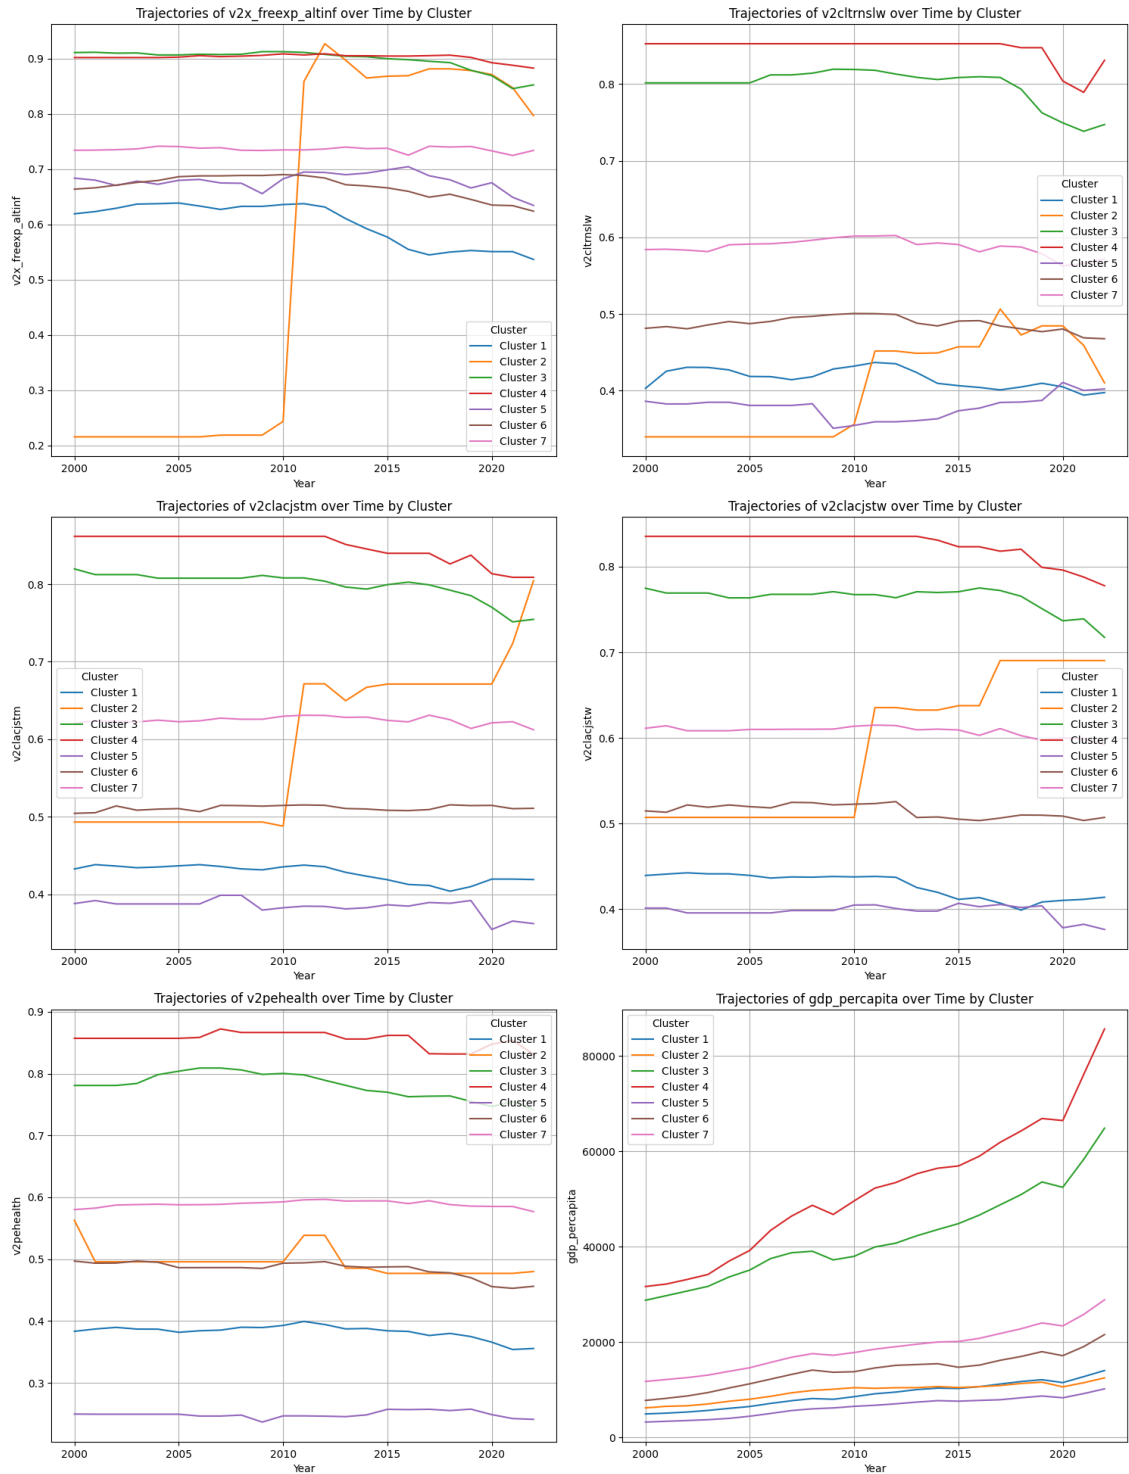 Trajectories of v2x_freexp_altinf over Time by Cluster
v2x_freexp_altinf
0.9
0.8
0.7
0.6
0.5
0.4
0.3
0.2
Cluster
Cluster 1
Cluster 2
Cluster 3
Cluster 4
Cluster 5
Cluster 6
Cluster 7
2000
2005
2010
2015
2020
Year
Trajectories of v2cltrnslw over Time by Cluster
v2cltrnslw
0.8
0.7
0.6
0.5
0.4
Cluster
Cluster 1
Cluster 2
Cluster 3
Cluster 4
Cluster 5
Cluster 6
Cluster 7
2000
2005
2010
2015
2020
Year
Trajectories of v2clacjstm over Time by Cluster
v2clacjstm
0.8
0.7
0.6
0.5
0.4
Cluster
Cluster 1
Cluster 2
Cluster 3
Cluster 4
Cluster 5
Cluster 6
Cluster 7
2000
2005
2010
2015
2020
Year
Trajectories of v2clacjstw over Time by Cluster
v2clacjstw
0.8
0.7
0.6
0.5
0.4
Cluster
Cluster 1
Cluster 2
Cluster 3
Cluster 4
Cluster 5
Cluster 6
Cluster 7
2000
2005
2010
2015
2020
Year
Trajectories of v2pehealth over Time by Cluster
v2pehealth
0.9
0.8
0.7
0.6
0.5
0.4
0.3
Cluster
Cluster 1
Cluster 2
Cluster 3
Cluster 4
Cluster 5
Cluster 6
Cluster 7
2000
2005
2010
2015
2020
Year
Trajectories of gdp_percapita over Time by Cluster
gdp_percapita
80000
60000
40000
20000
0
Cluster
Cluster 1
Cluster 2
Cluster 3
Cluster 4
Cluster 5
Cluster 6
Cluster 7
2000
2005
2010
2015
2020
Year